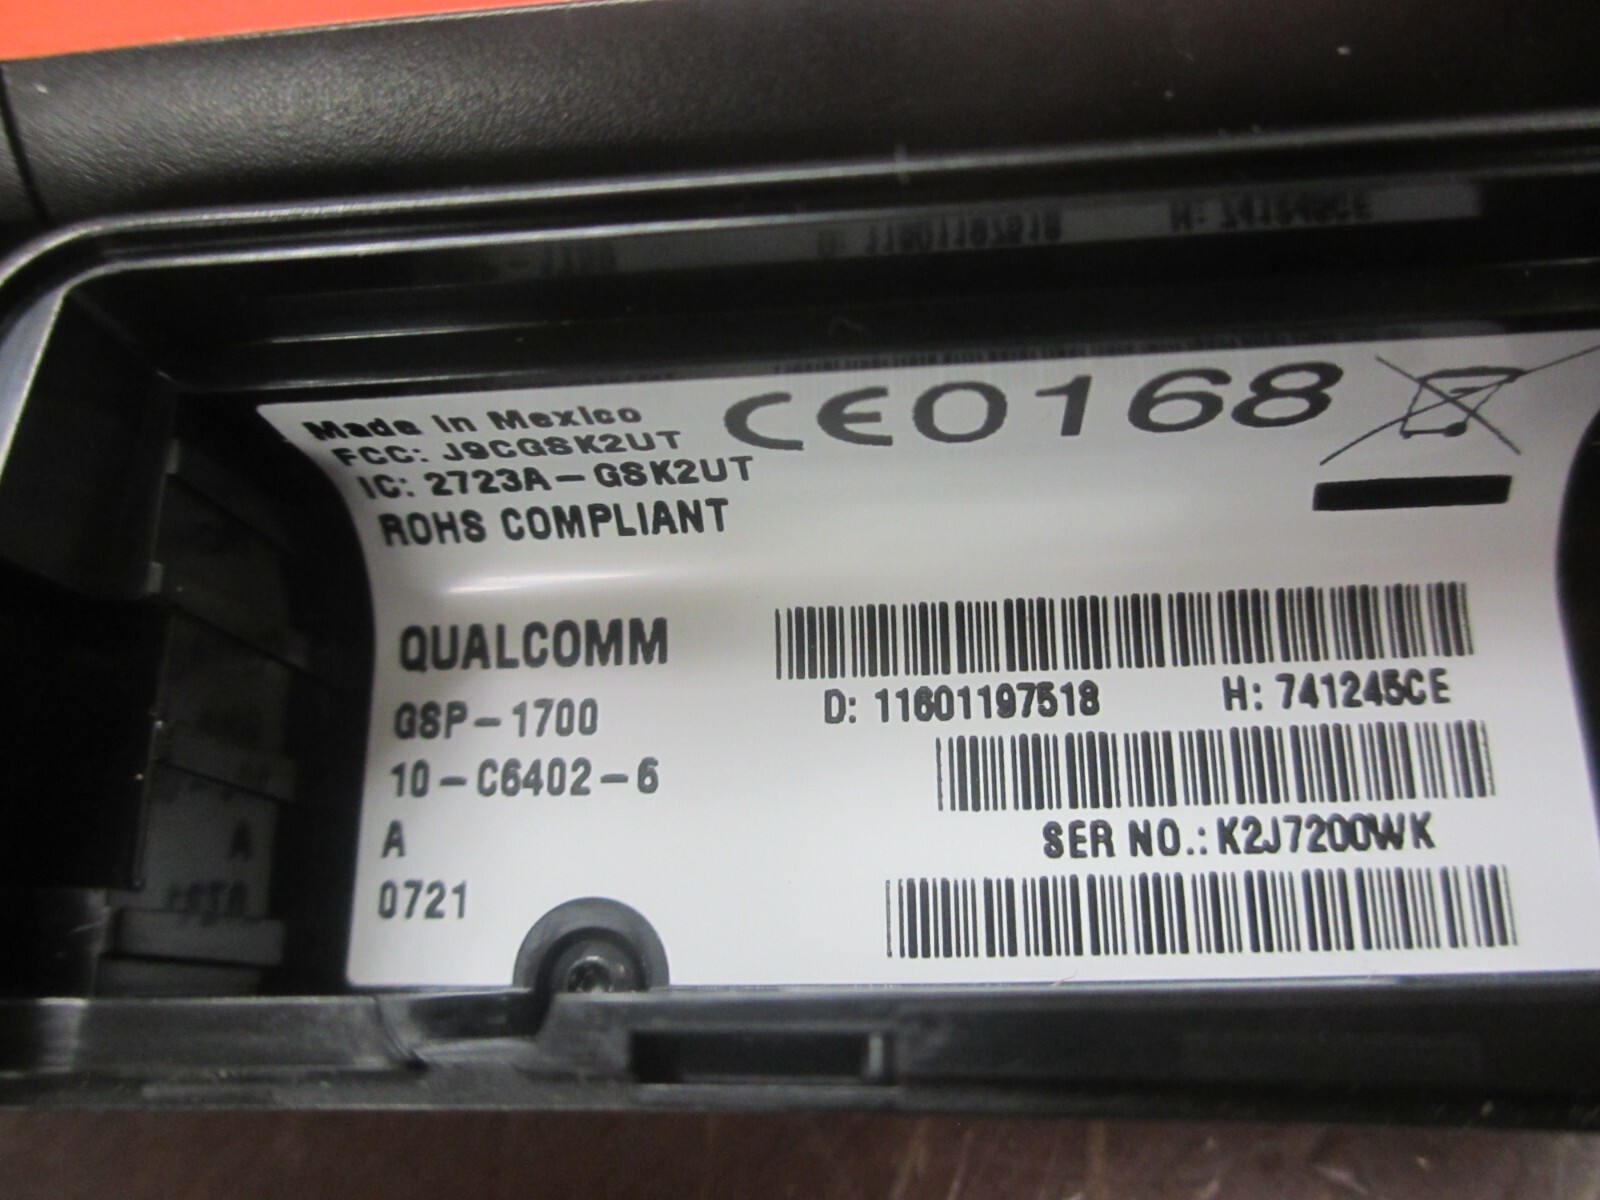 Made in Mexico
FCC: J9CGSK2UT
IC: 2723A-GSK2UT
ROHS COMPLIANT
CE0168
QUALCOMM
GSP-1700
10-C6402-6
A
0721
D: 11601197518 H: 741245CE
SER NO.: K2J7200WK